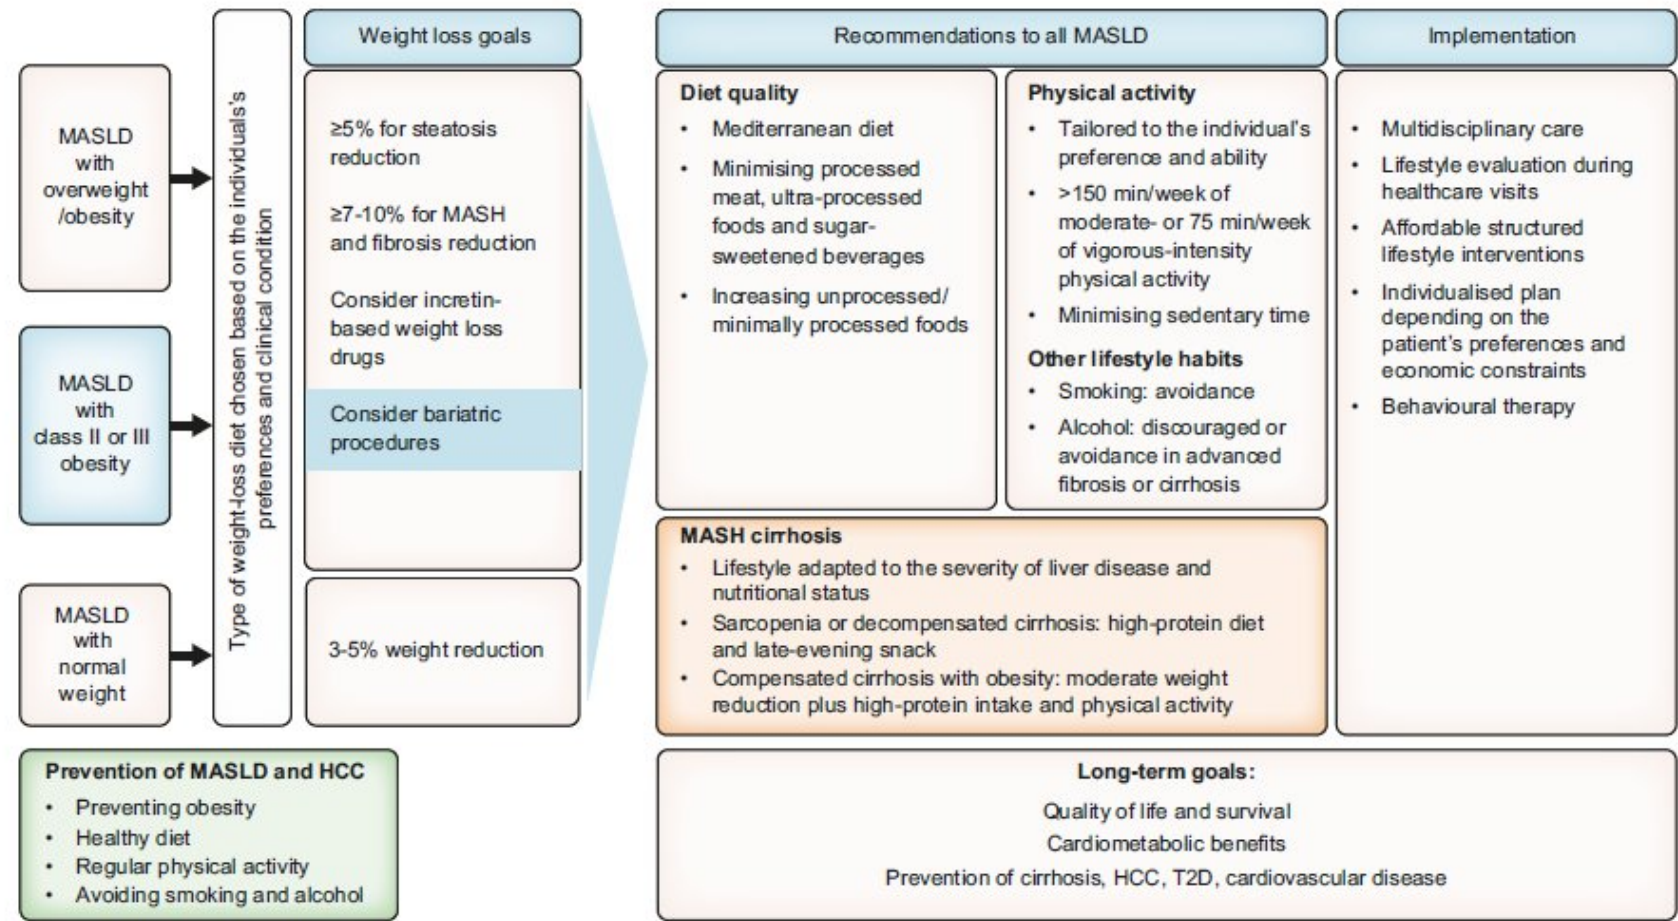 MASLD
with
overweight
/obesity
MASLD
with
class II or III
obesity
MASLD
with
normal
weight
Type of weight-loss diet chosen based on the individuals's
preferences and clinical condition
Weight loss goals
≥5% for steatosis
reduction
≥7-10% for MASH
and fibrosis reduction
Consider incretin-
based weight loss
drugs
Consider bariatric
procedures
3-5% weight reduction
Recommendations to all MASLD
Diet quality
• Mediterranean diet
• Minimising processed
meat, ultra-processed
foods and sugar-
sweetened beverages
• Increasing unprocessed/
minimally processed foods
Physical activity
• Tailored to the individual's
preference and ability
• >150 min/week of
moderate- or 75 min/week
of vigorous-intensity
physical activity
• Minimising sedentary time
Other lifestyle habits
• Smoking: avoidance
• Alcohol: discouraged or
avoidance in advanced
fibrosis or cirrhosis
MASH cirrhosis
• Lifestyle adapted to the severity of liver disease and
nutritional status
• Sarcopenia or decompensated cirrhosis: high-protein diet
and late-evening snack
• Compensated cirrhosis with obesity: moderate weight
reduction plus high-protein intake and physical activity
Implementation
• Multidisciplinary care
• Lifestyle evaluation during
healthcare visits
• Affordable structured
lifestyle interventions
• Individualised plan
depending on the
patient's preferences and
economic constraints
• Behavioural therapy
Prevention of MASLD and HCC
• Preventing obesity
• Healthy diet
• Regular physical activity
• Avoiding smoking and alcohol
Long-term goals:
Quality of life and survival
Cardiometabolic benefits
Prevention of cirrhosis, HCC, T2D, cardiovascular disease